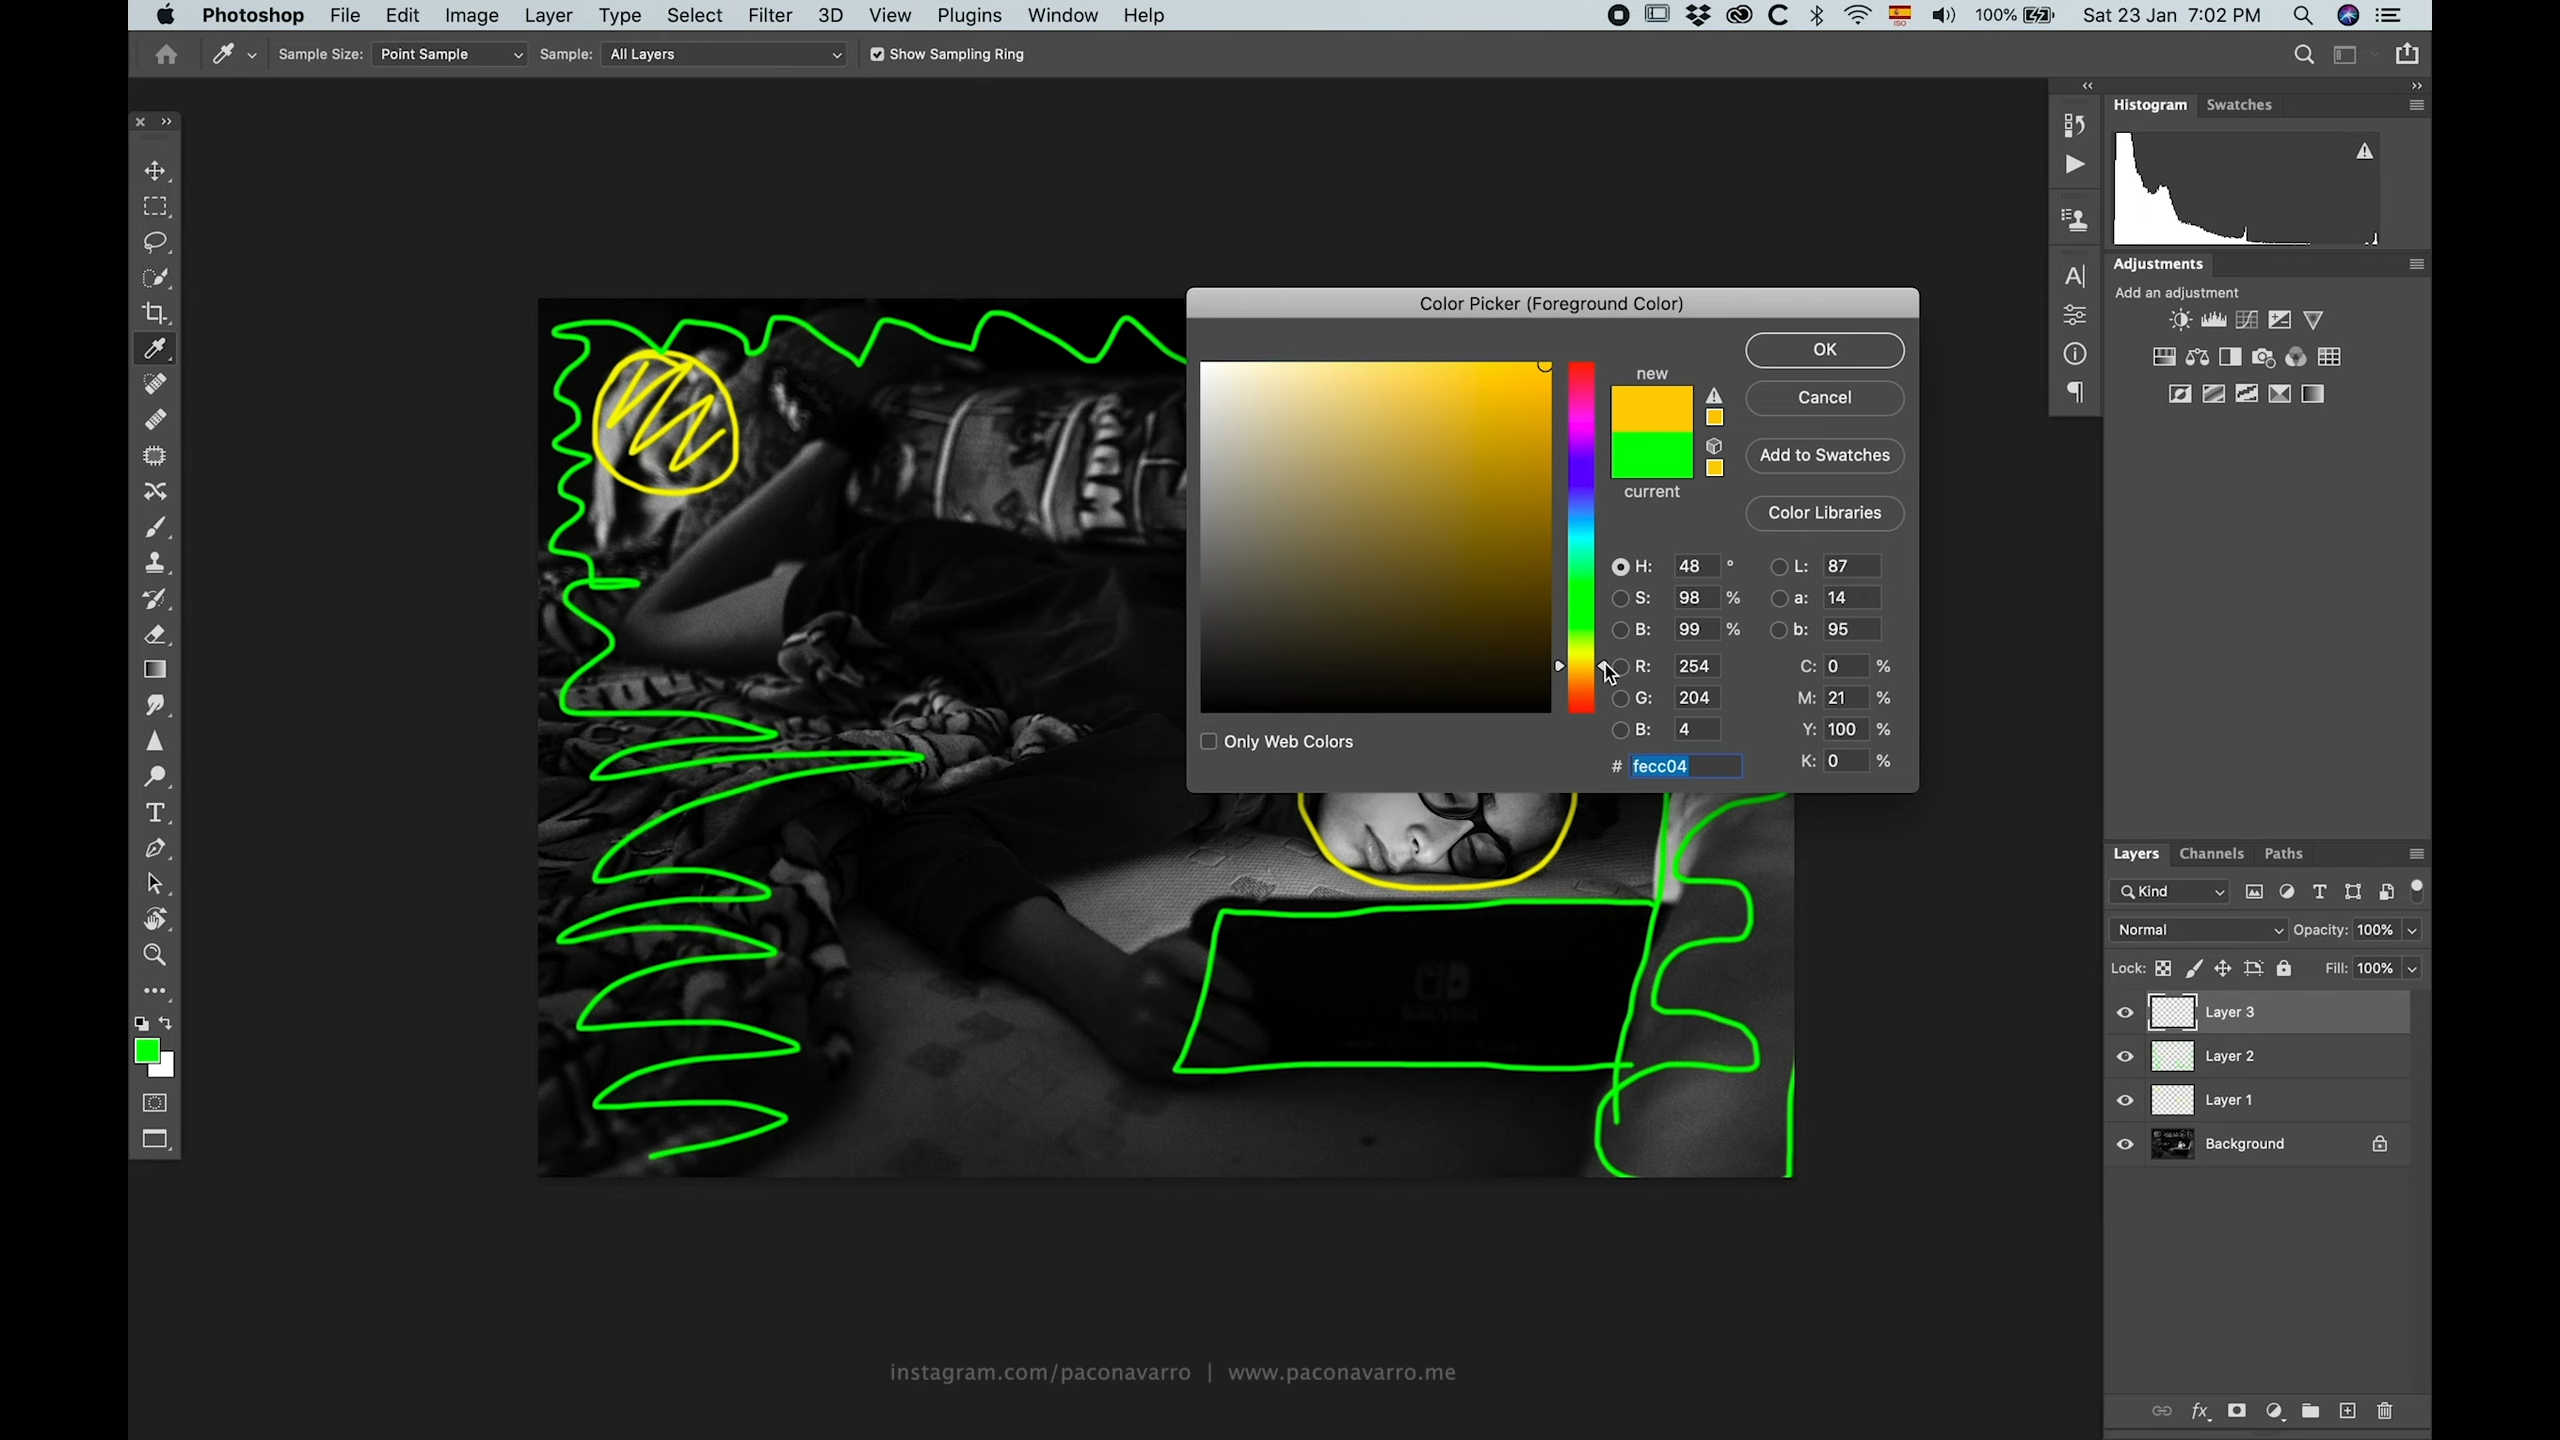 Photoshop File Edit Image Layer Type Select Filter 3D View Plugins Window Help 100% Sat 23 Jan 7:02 PM
Sample Size: Point Sample Sample: All Layers Show Sampling Ring
Histogram Swatches
Adjustments
Add an adjustment
Color Picker (Foreground Color)
OK
new
Cancel
Add to Swatches
current
Color Libraries
H: 48 ° L: 87
S: 98 % a: 14
B: 99 % b: 95
R: 254 C: 0 %
G: 204 M: 21 %
B: 4 Y: 100 %
Only Web Colors
# fecc04 K: 0 %
Layers Channels Paths
Kind
Normal Opacity: 100%
Lock: Fill: 100%
Layer 3
Layer 2
Layer 1
Background
instagram.com/paconavarro | www.paconavarro.me